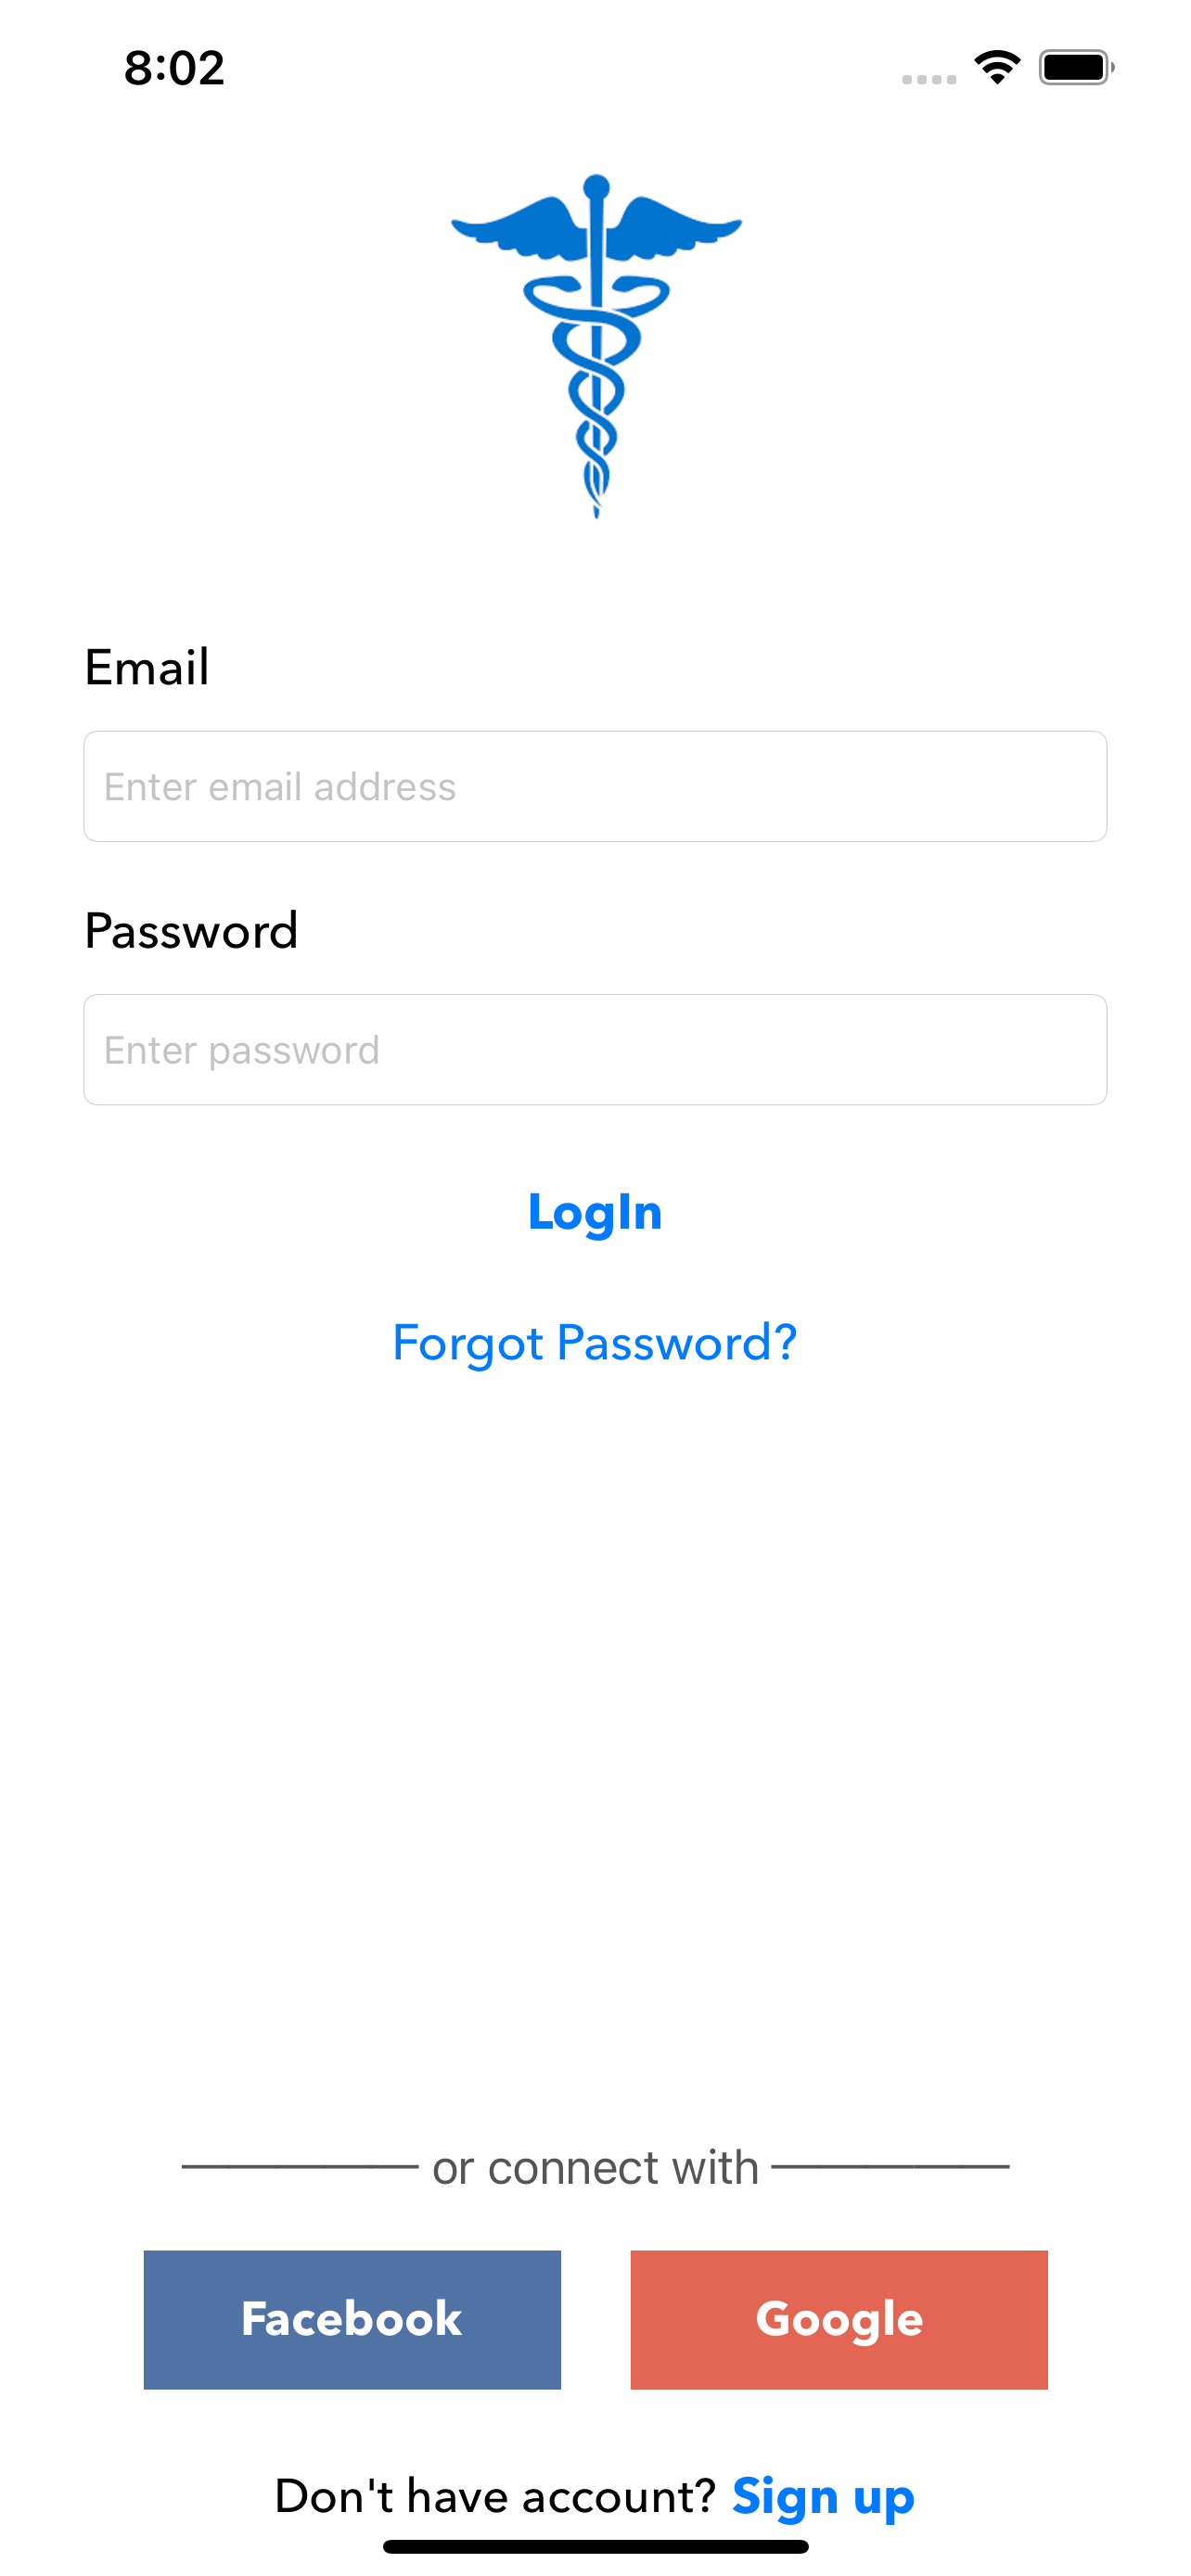 8:02
Email
Enter email address
Password
Enter password
LogIn
Forgot Password?
or connect with
Facebook
Google
Don't have account? Sign up